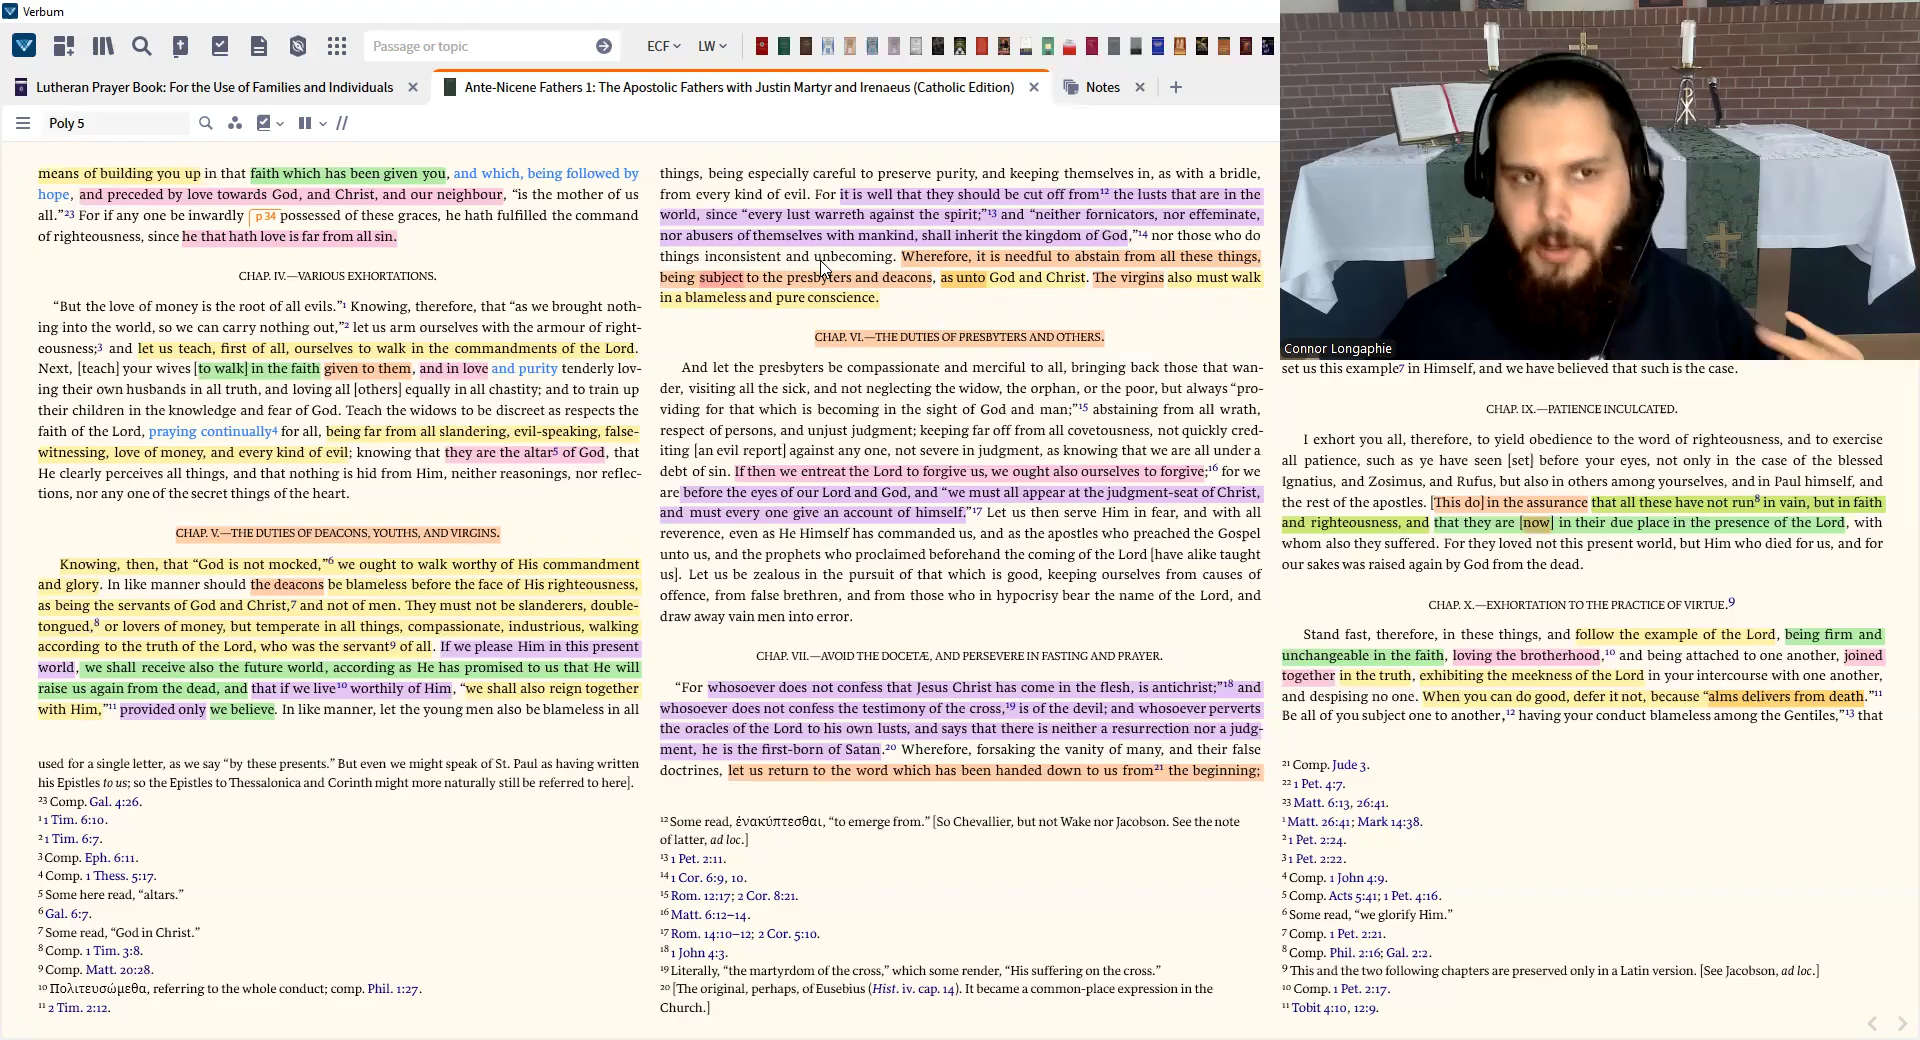 Verbum
Passage or topic
ECF
LW
Lutheran Prayer Book: For the Use of Families and Individuals
Ante-Nicene Fathers 1: The Apostolic Fathers with Justin Martyr and Irenaeus (Catholic Edition)
Notes
Poly 5
means of building you up in that faith which has been given you, and which, being followed by
hope, and preceded by love towards God, and Christ, and our neighbour, “is the mother of us
all.”²³ For if any one be inwardly p 34 possessed of these graces, he hath fulfilled the command
of righteousness, since he that hath love is far from all sin.
CHAP. IV.—VARIOUS EXHORTATIONS.
“But the love of money is the root of all evils.”¹ Knowing, therefore, that “as we brought noth-
ing into the world, so we can carry nothing out,”² let us arm ourselves with the armour of right-
eousness;³ and let us teach, first of all, ourselves to walk in the commandments of the Lord.
Next, [teach] your wives [to walk] in the faith given to them, and in love and purity tenderly lov-
ing their own husbands in all truth, and loving all [others] equally in all chastity; and to train up
their children in the knowledge and fear of God. Teach the widows to be discreet as respects the
faith of the Lord, praying continually⁴ for all, being far from all slandering, evil-speaking, false-
witnessing, love of money, and every kind of evil; knowing that they are the altar⁵ of God, that
He clearly perceives all things, and that nothing is hid from Him, neither reasonings, nor reflec-
tions, nor any one of the secret things of the heart.
CHAP. V.—THE DUTIES OF DEACONS, YOUTHS, AND VIRGINS.
Knowing, then, that “God is not mocked,”⁶ we ought to walk worthy of His commandment
and glory. In like manner should the deacons be blameless before the face of His righteousness,
as being the servants of God and Christ,⁷ and not of men. They must not be slanderers, double-
tongued,⁸ or lovers of money, but temperate in all things, compassionate, industrious, walking
according to the truth of the Lord, who was the servant⁹ of all. If we please Him in this present
world, we shall receive also the future world, according as He has promised to us that He will
raise us again from the dead, and that if we live¹⁰ worthily of Him, “we shall also reign together
with Him,”¹¹ provided only we believe. In like manner, let the young men also be blameless in all
used for a single letter, as we say “by these presents.” But even we might speak of St. Paul as having written
his Epistles to us; so the Epistles to Thessalonica and Corinth might more naturally still be referred to here].
²³ Comp. Gal. 4:26.
¹ 1 Tim. 6:10.
² 1 Tim. 6:7.
³ Comp. Eph. 6:11.
⁴ Comp. 1 Thess. 5:17.
⁵ Some here read, “altars.”
⁶ Gal. 6:7.
⁷ Some read, “God in Christ.”
⁸ Comp. 1 Tim. 3:8.
⁹ Comp. Matt. 20:28.
¹⁰ Πολιτευσώμεθα, referring to the whole conduct; comp. Phil. 1:27.
¹¹ 2 Tim. 2:12.
things, being especially careful to preserve purity, and keeping themselves in, as with a bridle,
from every kind of evil. For it is well that they should be cut off from¹² the lusts that are in the
world, since “every lust warreth against the spirit;”¹³ and “neither fornicators, nor effeminate,
nor abusers of themselves with mankind, shall inherit the kingdom of God,”¹⁴ nor those who do
things inconsistent and unbecoming. Wherefore, it is needful to abstain from all these things,
being subject to the presbyters and deacons, as unto God and Christ. The virgins also must walk
in a blameless and pure conscience.
CHAP. VI.—THE DUTIES OF PRESBYTERS AND OTHERS.
And let the presbyters be compassionate and merciful to all, bringing back those that wan-
der, visiting all the sick, and not neglecting the widow, the orphan, or the poor, but always “pro-
viding for that which is becoming in the sight of God and man;”¹⁵ abstaining from all wrath,
respect of persons, and unjust judgment; keeping far off from all covetousness, not quickly cred-
iting [an evil report] against any one, not severe in judgment, as knowing that we are all under a
debt of sin. If then we entreat the Lord to forgive us, we ought also ourselves to forgive;¹⁶ for we
are before the eyes of our Lord and God, and “we must all appear at the judgment-seat of Christ,
and must every one give an account of himself.”¹⁷ Let us then serve Him in fear, and with all
reverence, even as He Himself has commanded us, and as the apostles who preached the Gospel
unto us, and the prophets who proclaimed beforehand the coming of the Lord [have alike taught
us]. Let us be zealous in the pursuit of that which is good, keeping ourselves from causes of
offence, from false brethren, and from those who in hypocrisy bear the name of the Lord, and
draw away vain men into error.
CHAP. VII.—AVOID THE DOCETÆ, AND PERSEVERE IN FASTING AND PRAYER.
“For whosoever does not confess that Jesus Christ has come in the flesh, is antichrist;”¹⁸ and
whosoever does not confess the testimony of the cross,¹⁹ is of the devil; and whosoever perverts
the oracles of the Lord to his own lusts, and says that there is neither a resurrection nor a judg-
ment, he is the first-born of Satan.²⁰ Wherefore, forsaking the vanity of many, and their false
doctrines, let us return to the word which has been handed down to us from²¹ the beginning;
¹² Some read, ἐνακύπτεσθαι, “to emerge from.” [So Chevallier, but not Wake nor Jacobson. See the note
of latter, ad loc.]
¹³ 1 Pet. 2:11.
¹⁴ 1 Cor. 6:9, 10.
¹⁵ Rom. 12:17; 2 Cor. 8:21.
¹⁶ Matt. 6:12–14.
¹⁷ Rom. 14:10–12; 2 Cor. 5:10.
¹⁸ 1 John 4:3.
¹⁹ Literally, “the martyrdom of the cross,” which some render, “His suffering on the cross.”
²⁰ [The original, perhaps, of Eusebius (Hist. iv. cap. 14). It became a common-place expression in the
Church.]
Connor Longaphie
set us this example⁷ in Himself, and we have believed that such is the case.
CHAP. IX.—PATIENCE INCULCATED.
I exhort you all, therefore, to yield obedience to the word of righteousness, and to exercise
all patience, such as ye have seen [set] before your eyes, not only in the case of the blessed
Ignatius, and Zosimus, and Rufus, but also in others among yourselves, and in Paul himself, and
the rest of the apostles. [This do] in the assurance that all these have not run⁸ in vain, but in faith
and righteousness, and that they are [now] in their due place in the presence of the Lord, with
whom also they suffered. For they loved not this present world, but Him who died for us, and for
our sakes was raised again by God from the dead.
CHAP. X.—EXHORTATION TO THE PRACTICE OF VIRTUE.⁹
Stand fast, therefore, in these things, and follow the example of the Lord, being firm and
unchangeable in the faith, loving the brotherhood,¹⁰ and being attached to one another, joined
together in the truth, exhibiting the meekness of the Lord in your intercourse with one another,
and despising no one. When you can do good, defer it not, because “alms delivers from death.”¹¹
Be all of you subject one to another,¹² having your conduct blameless among the Gentiles,”¹³ that
²¹ Comp. Jude 3.
²² 1 Pet. 4:7.
²³ Matt. 6:13, 26:41.
¹ Matt. 26:41; Mark 14:38.
² 1 Pet. 2:24.
³ 1 Pet. 2:22.
⁴ Comp. 1 John 4:9.
⁵ Comp. Acts 5:41; 1 Pet. 4:16.
⁶ Some read, “we glorify Him.”
⁷ Comp. 1 Pet. 2:21.
⁸ Comp. Phil. 2:16; Gal. 2:2.
⁹ This and the two following chapters are preserved only in a Latin version. [See Jacobson, ad loc.]
¹⁰ Comp. 1 Pet. 2:17.
¹¹ Tobit 4:10, 12:9.